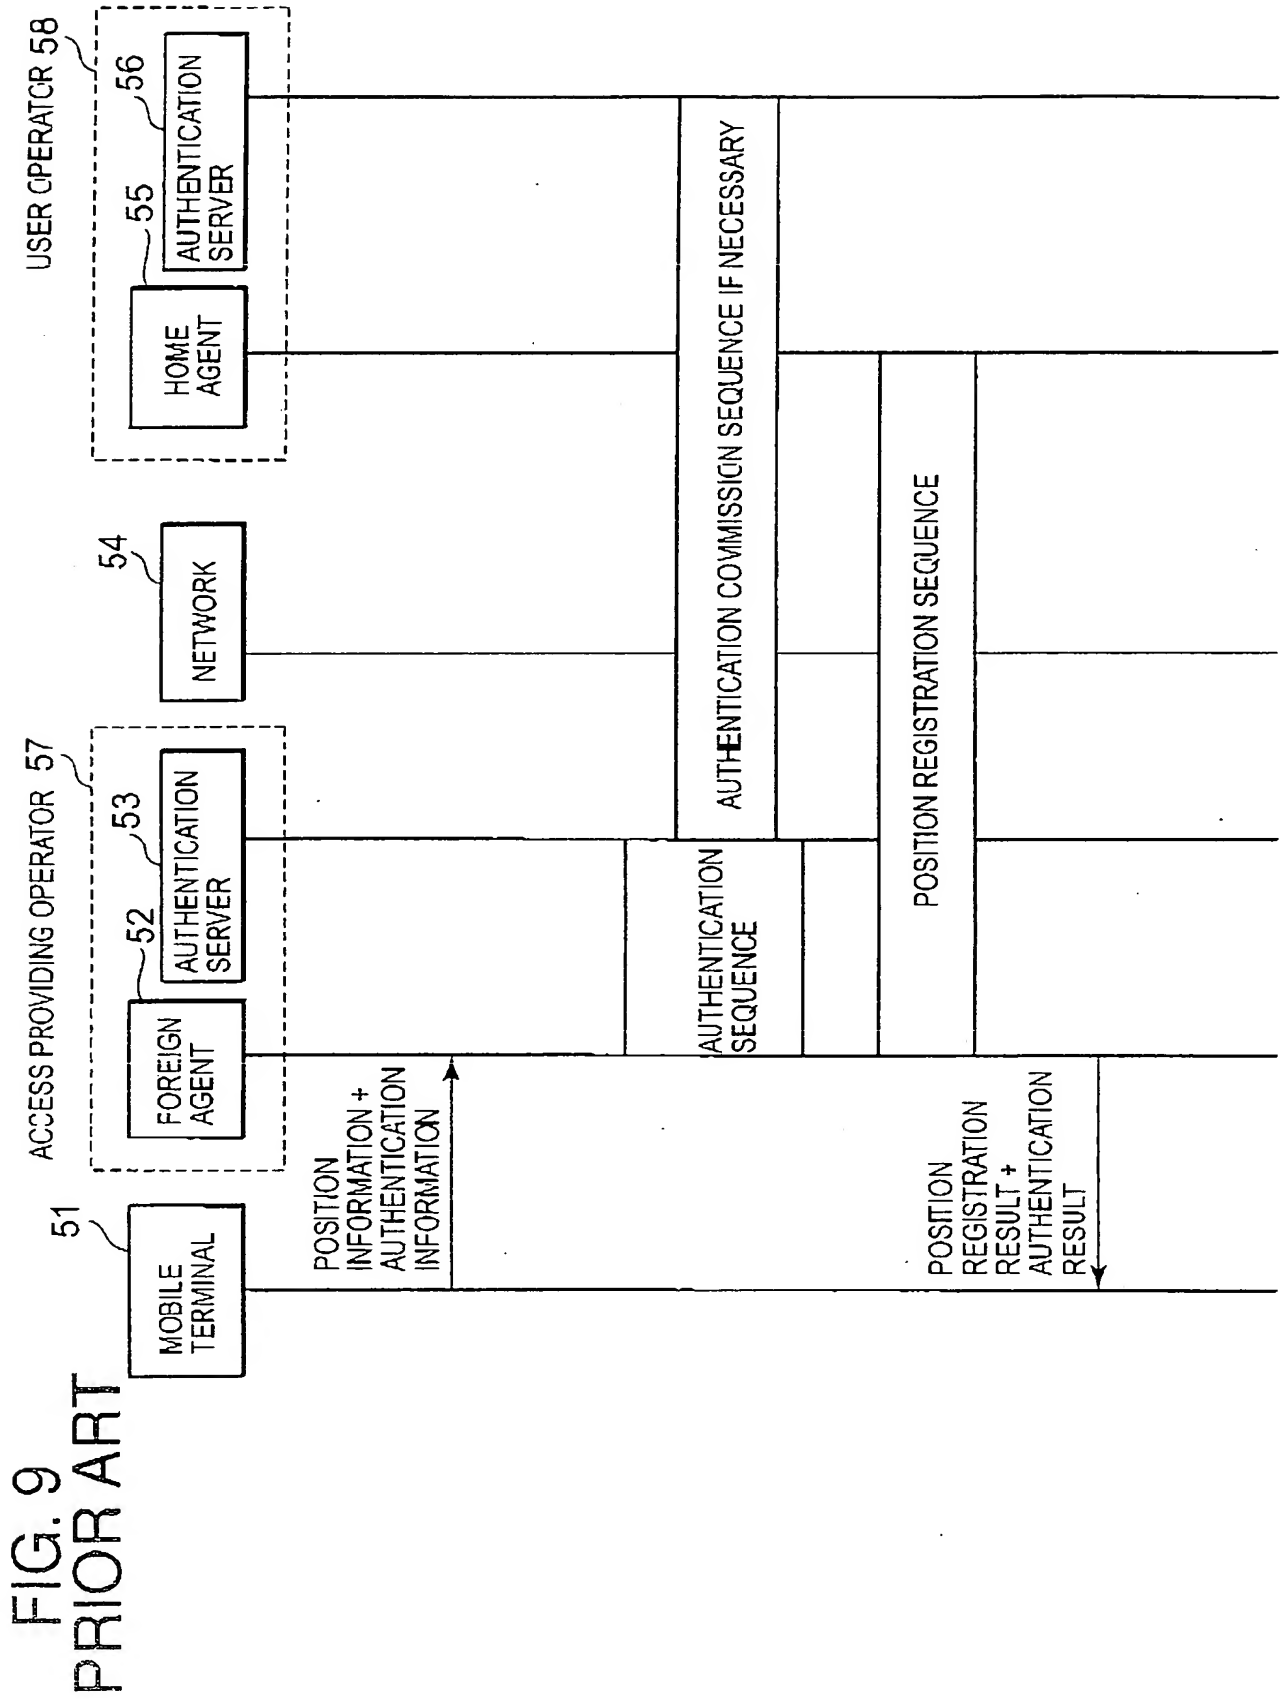 FIG. 9
PRIOR ART
ACCESS PROVIDING OPERATOR 57
USER OPERATOR 58
51
52
53
54
55
56
MOBILE
TERMINAL
FOREIGN
AGENT
AUTHENTICATION
SERVER
NETWORK
HOME
AGENT
AUTHENTICATION
SERVER
POSITION
INFORMATION +
AUTHENTICATION
INFORMATION
AUTHENTICATION
SEQUENCE
AUTHENTICATION COMMISSION SEQUENCE IF NECESSARY
POSITION REGISTRATION SEQUENCE
POSITION
REGISTRATION
RESULT +
AUTHENTICATION
RESULT